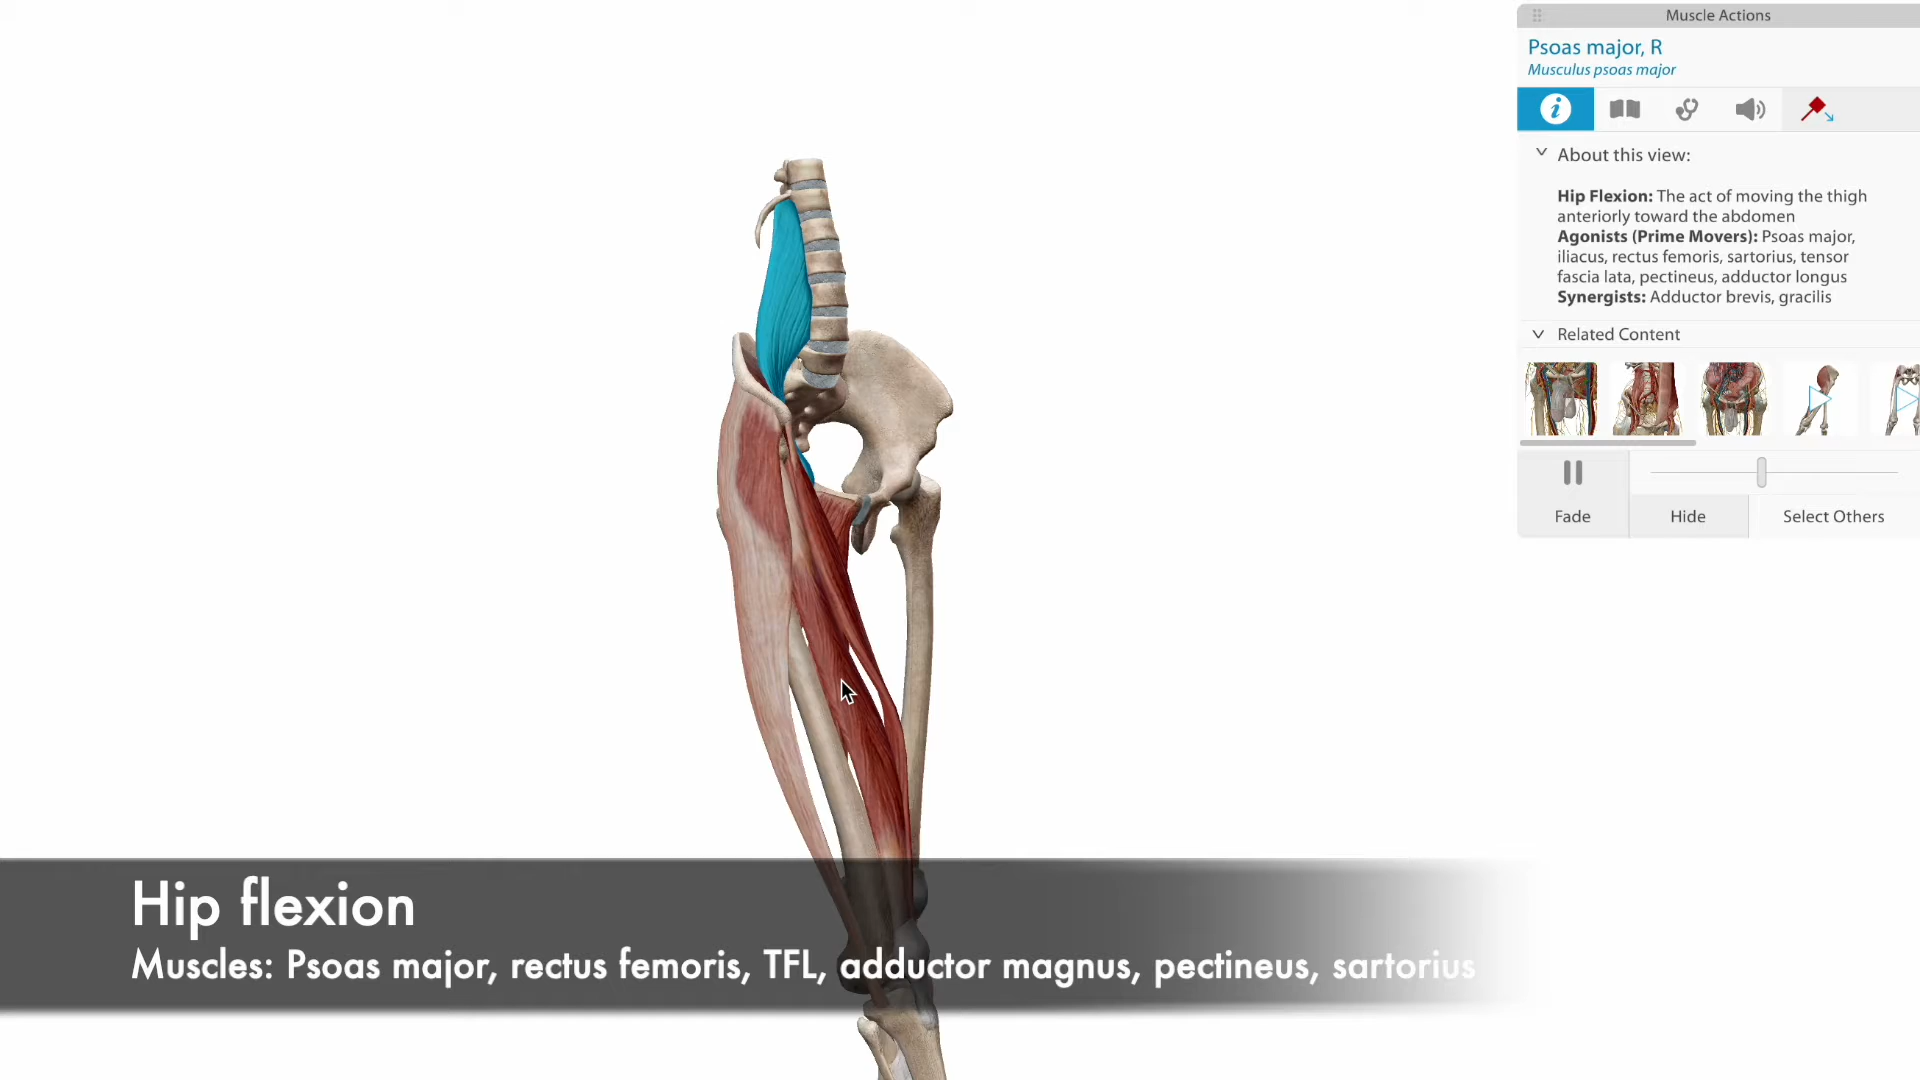 Muscle Actions
Psoas major, R
Musculus psoas major
i
About this view:
Hip Flexion: The act of moving the thigh
anteriorly toward the abdomen
Agonists (Prime Movers): Psoas major,
iliacus, rectus femoris, sartorius, tensor
fascia lata, pectineus, adductor longus
Synergists: Adductor brevis, gracilis
Related Content
Fade
Hide
Select Others
Hip flexion
Muscles: Psoas major, rectus femoris, TFL, adductor magnus, pectineus, sartorius